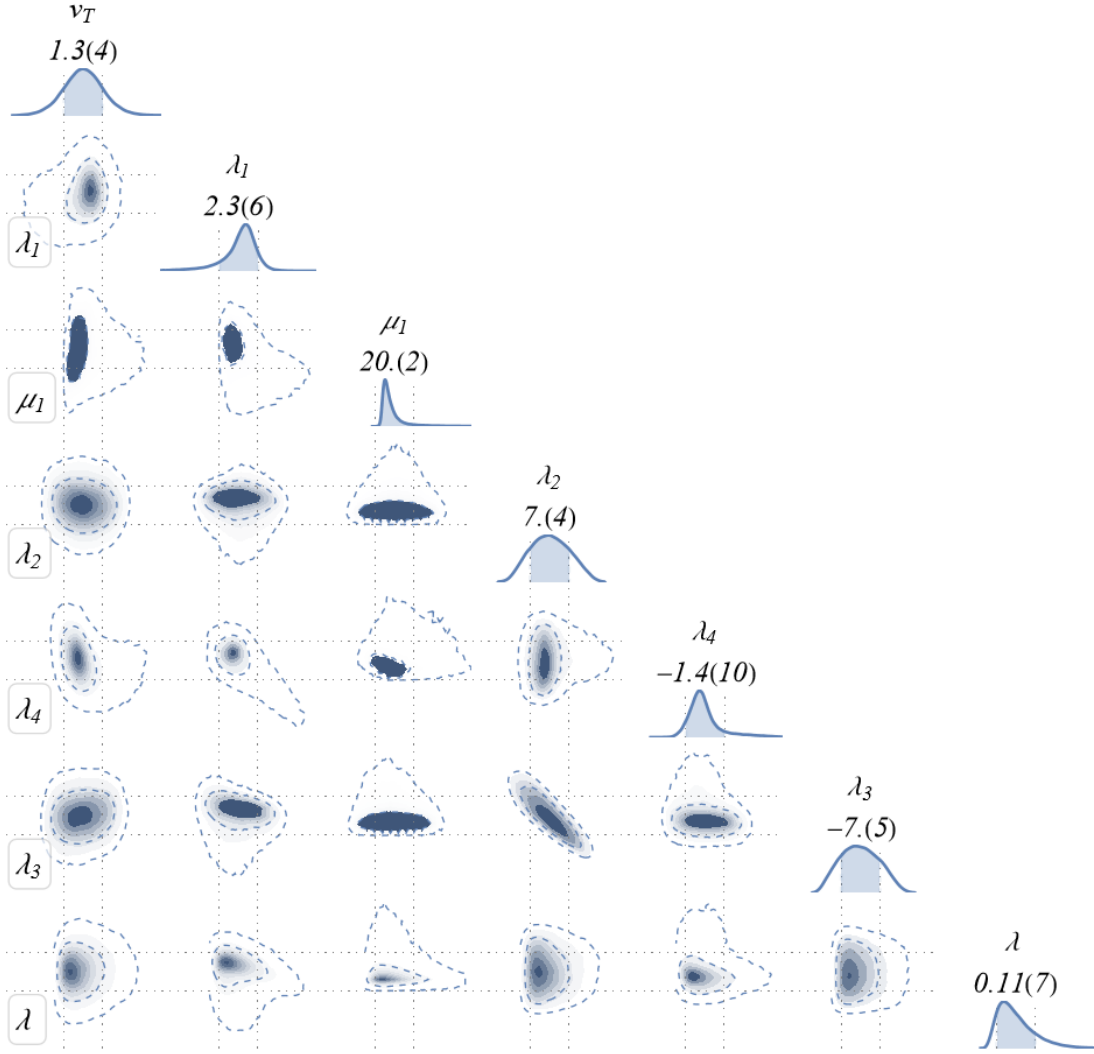 ν_T
1.3(4)
λ_1
2.3(6)
λ_1
μ_1
20.(2)
μ_1
λ_2
7.(4)
λ_2
λ_4
−1.4(10)
λ_4
λ_3
−7.(5)
λ_3
λ
0.11(7)
λ